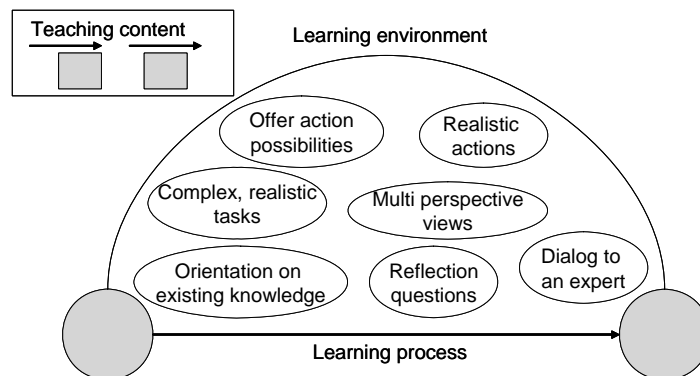 Teaching content
Learning environment
Offer action
possibilities
Realistic
actions
Complex, realistic
tasks
Multi perspective
views
Orientation on
existing knowledge
Reflection
questions
Dialog to
an expert
Learning process